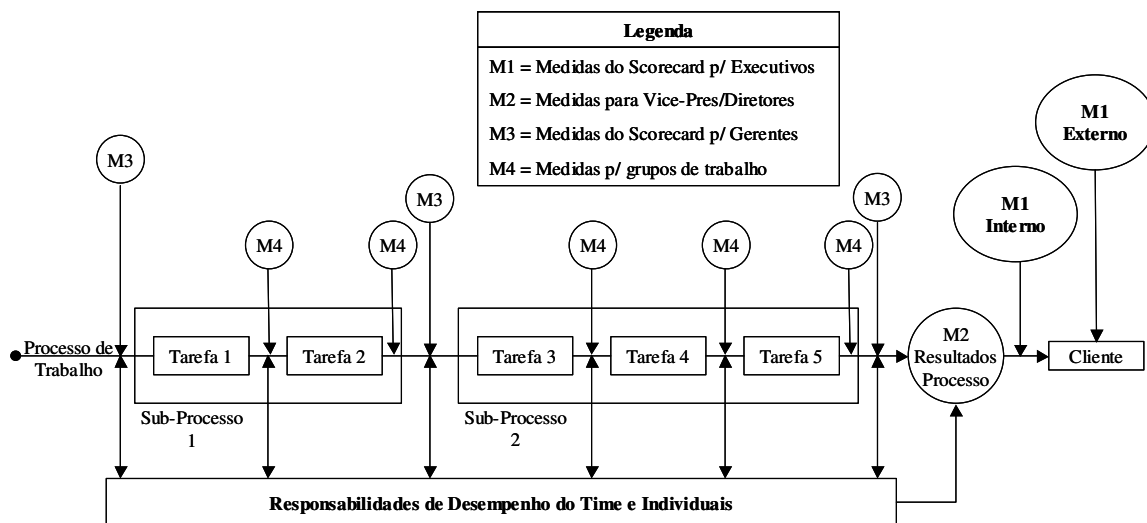 Legenda
M1 = Medidas do Scorecard p/ Executivos
M2 = Medidas para Vice-Pres/Diretores
M3 = Medidas do Scorecard p/ Gerentes
M4 = Medidas p/ grupos de trabalho
M1
Externo
M3
M3
M3
M1
Interno
M4
M4
M4
M4
M4
Processo de
Trabalho
Tarefa 1
Tarefa 2
Tarefa 3
Tarefa 4
Tarefa 5
M2
Resultados
Processo
Cliente
Sub-Processo
1
Sub-Processo
2
Responsabilidades de Desempenho do Time e Individuais